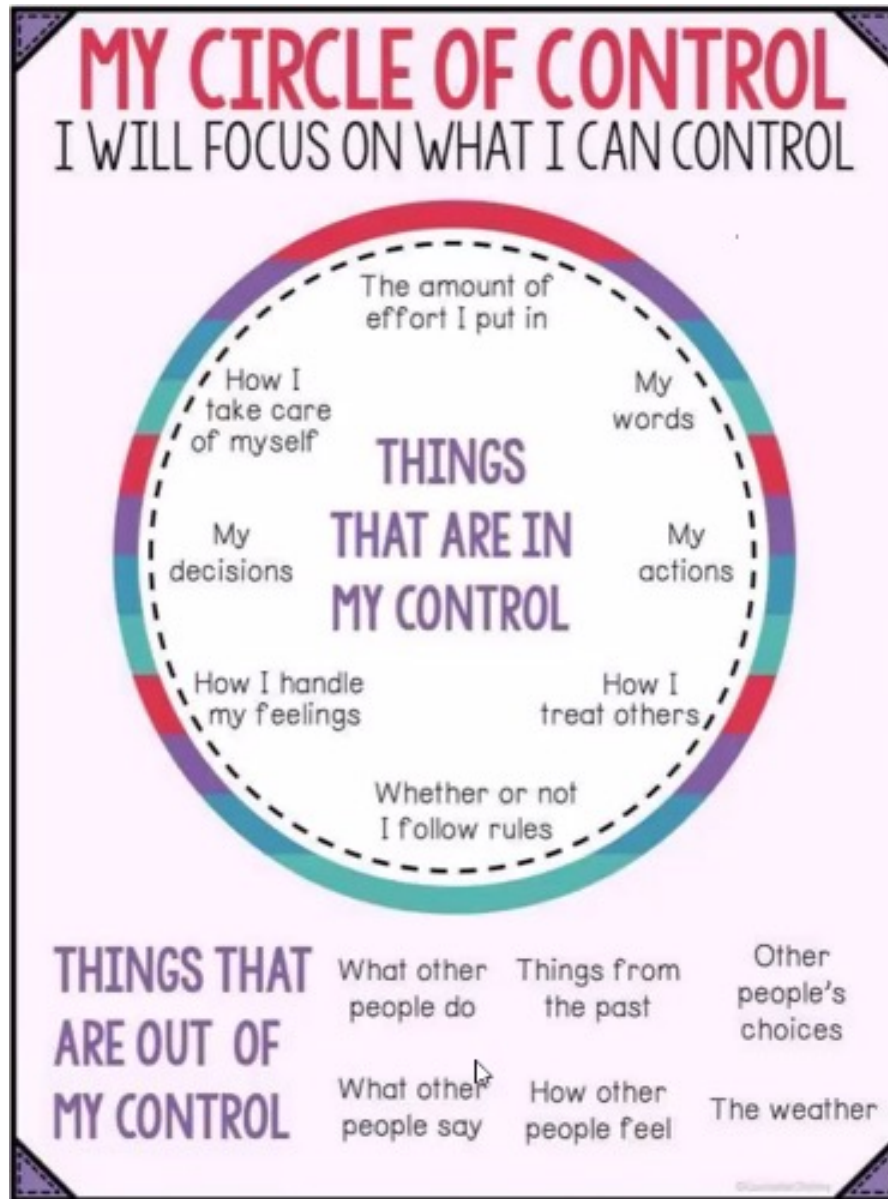 MY CIRCLE OF CONTROL
I WILL FOCUS ON WHAT I CAN CONTROL
The amount of
effort I put in
How I
take care
of myself
My
words
THINGS
THAT ARE IN
MY CONTROL
My
decisions
My
actions
How I handle
my feelings
How I
treat others
Whether or not
I follow rules
THINGS THAT
ARE OUT OF
MY CONTROL
What other
people do
Things from
the past
Other
people's
choices
What other
people say
How other
people feel
The weather